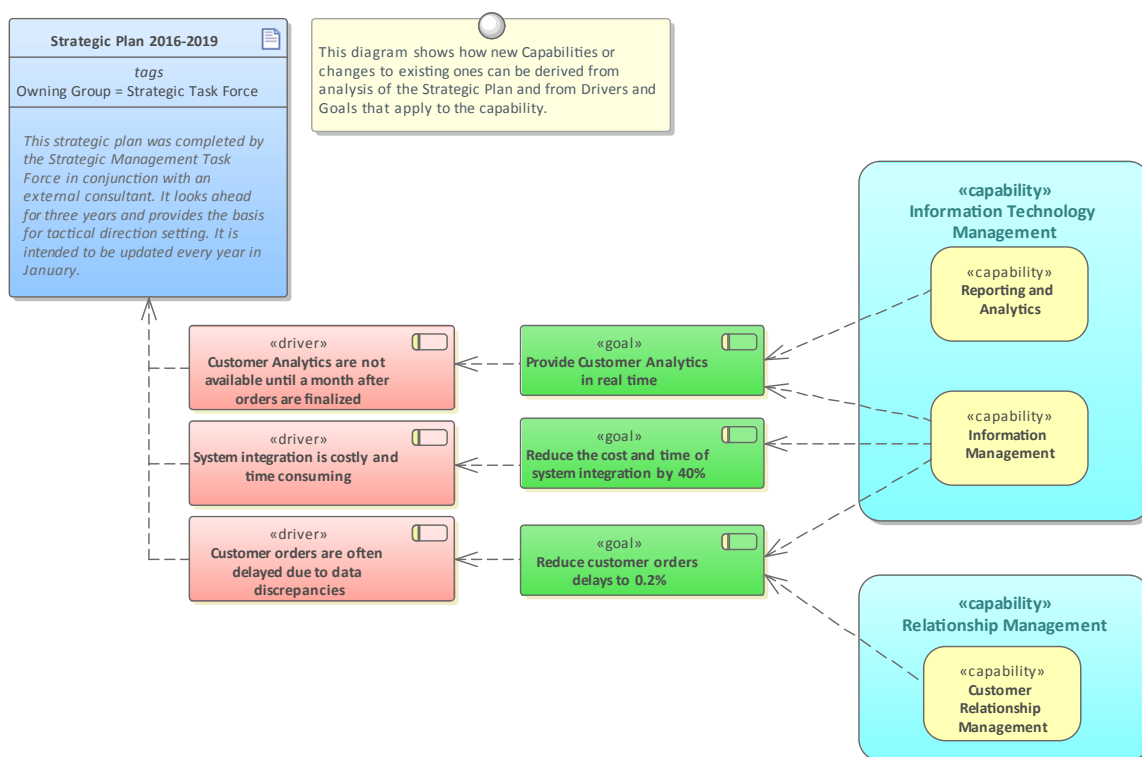 Strategic Plan 2016-2019
tags
Owning Group = Strategic Task Force
This strategic plan was completed by
the Strategic Management Task
Force in conjunction with an
external consultant. It looks ahead
for three years and provides the basis
for tactical direction setting. It is
intended to be updated every year in
January.
This diagram shows how new Capabilities or
changes to existing ones can be derived from
analysis of the Strategic Plan and from Drivers and
Goals that apply to the capability.
«driver»
Customer Analytics are not
available until a month after
orders are finalized
«driver»
System integration is costly and
time consuming
«driver»
Customer orders are often
delayed due to data
discrepancies
«goal»
Provide Customer Analytics
in real time
«goal»
Reduce the cost and time of
system integration by 40%
«goal»
Reduce customer orders
delays to 0.2%
«capability»
Information Technology
Management
«capability»
Reporting and
Analytics
«capability»
Information
Management
«capability»
Relationship Management
«capability»
Customer
Relationship
Management